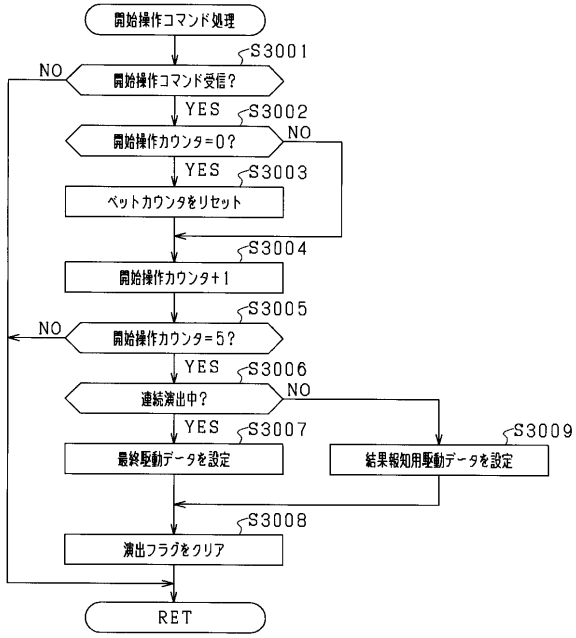 開始操作コマンド処理
S3001
NO
開始操作コマンド受信?
YES
S3002
開始操作カウンタ=0?
NO
YES
S3003
ベットカウンタをリセット
S3004
開始操作カウンタ+1
S3005
NO
開始操作カウンタ=5?
YES
S3006
連続演出中?
NO
YES
S3007
S3009
最終駆動データを設定
結果報知用駆動データを設定
S3008
演出フラグをクリア
RET